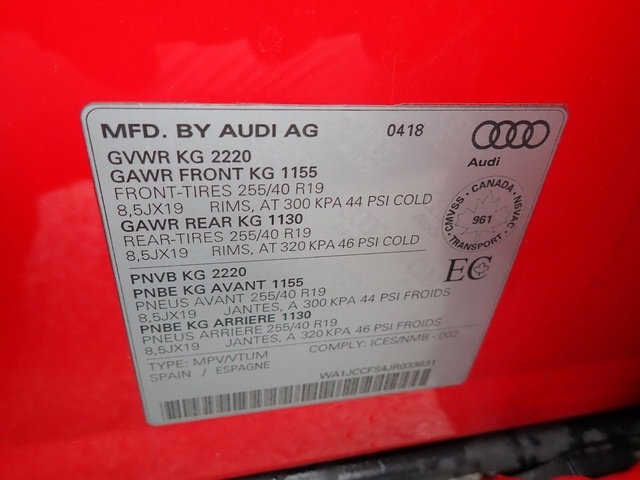 MFD. BY AUDI AG 0418
Audi
GVWR KG 2220
GAWR FRONT KG 1155
FRONT-TIRES 255/40 R19
8,5JX19 RIMS, AT 300 KPA 44 PSI COLD
GAWR REAR KG 1130
REAR-TIRES 255/40 R19
8,5JX19 RIMS, AT 320 KPA 46 PSI COLD
CMVSS - CANADA - NSVAC
961
TRANSPORT
EC
PNVB KG 2220
PNBE KG AVANT 1155
PNEUS AVANT 255/40 R19
8,5JX19 JANTES, A 300 KPA 44 PSI FROIDS
PNBE KG ARRIERE 1130
PNEUS ARRIERE 255/40 R19
8,5JX19 JANTES, A 320 KPA 46 PSI FROIDS
TYPE: MPV/VTUM COMPLY: ICES/NMB - 002
SPAIN / ESPAGNE
WA1JCCFS4JR033031